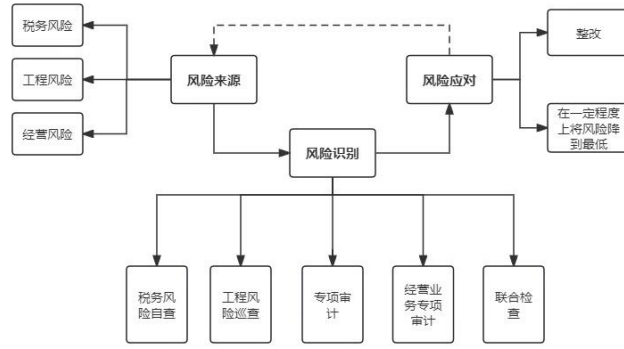 税务风险
工程风险
经营风险
风险来源
风险应对
整改
在一定程度
上将风险降
到最低
风险识别
税务风
险自查
工程风
险巡查
专项审
计
经营业
务专项
审计
联合检
查